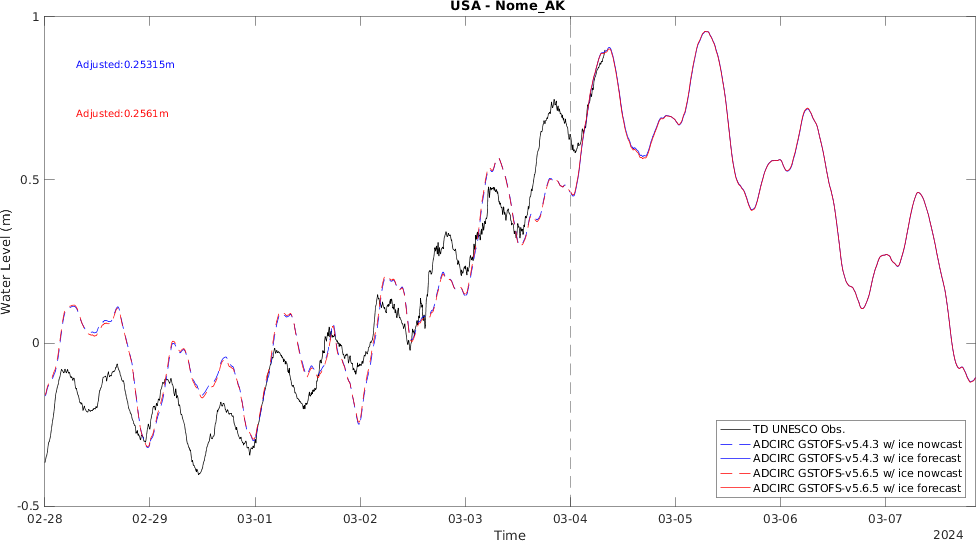 USA - Nome_AK
Adjusted:0.25315m
Adjusted:0.2561m
Water Level (m)
1
0.5
0
-0.5
02-28 02-29 03-01 03-02 03-03 03-04 03-05 03-06 03-07
Time
2024
TD UNESCO Obs.
ADCIRC GSTOFS-v5.4.3 w/ ice nowcast
ADCIRC GSTOFS-v5.4.3 w/ ice forecast
ADCIRC GSTOFS-v5.6.5 w/ ice nowcast
ADCIRC GSTOFS-v5.6.5 w/ ice forecast